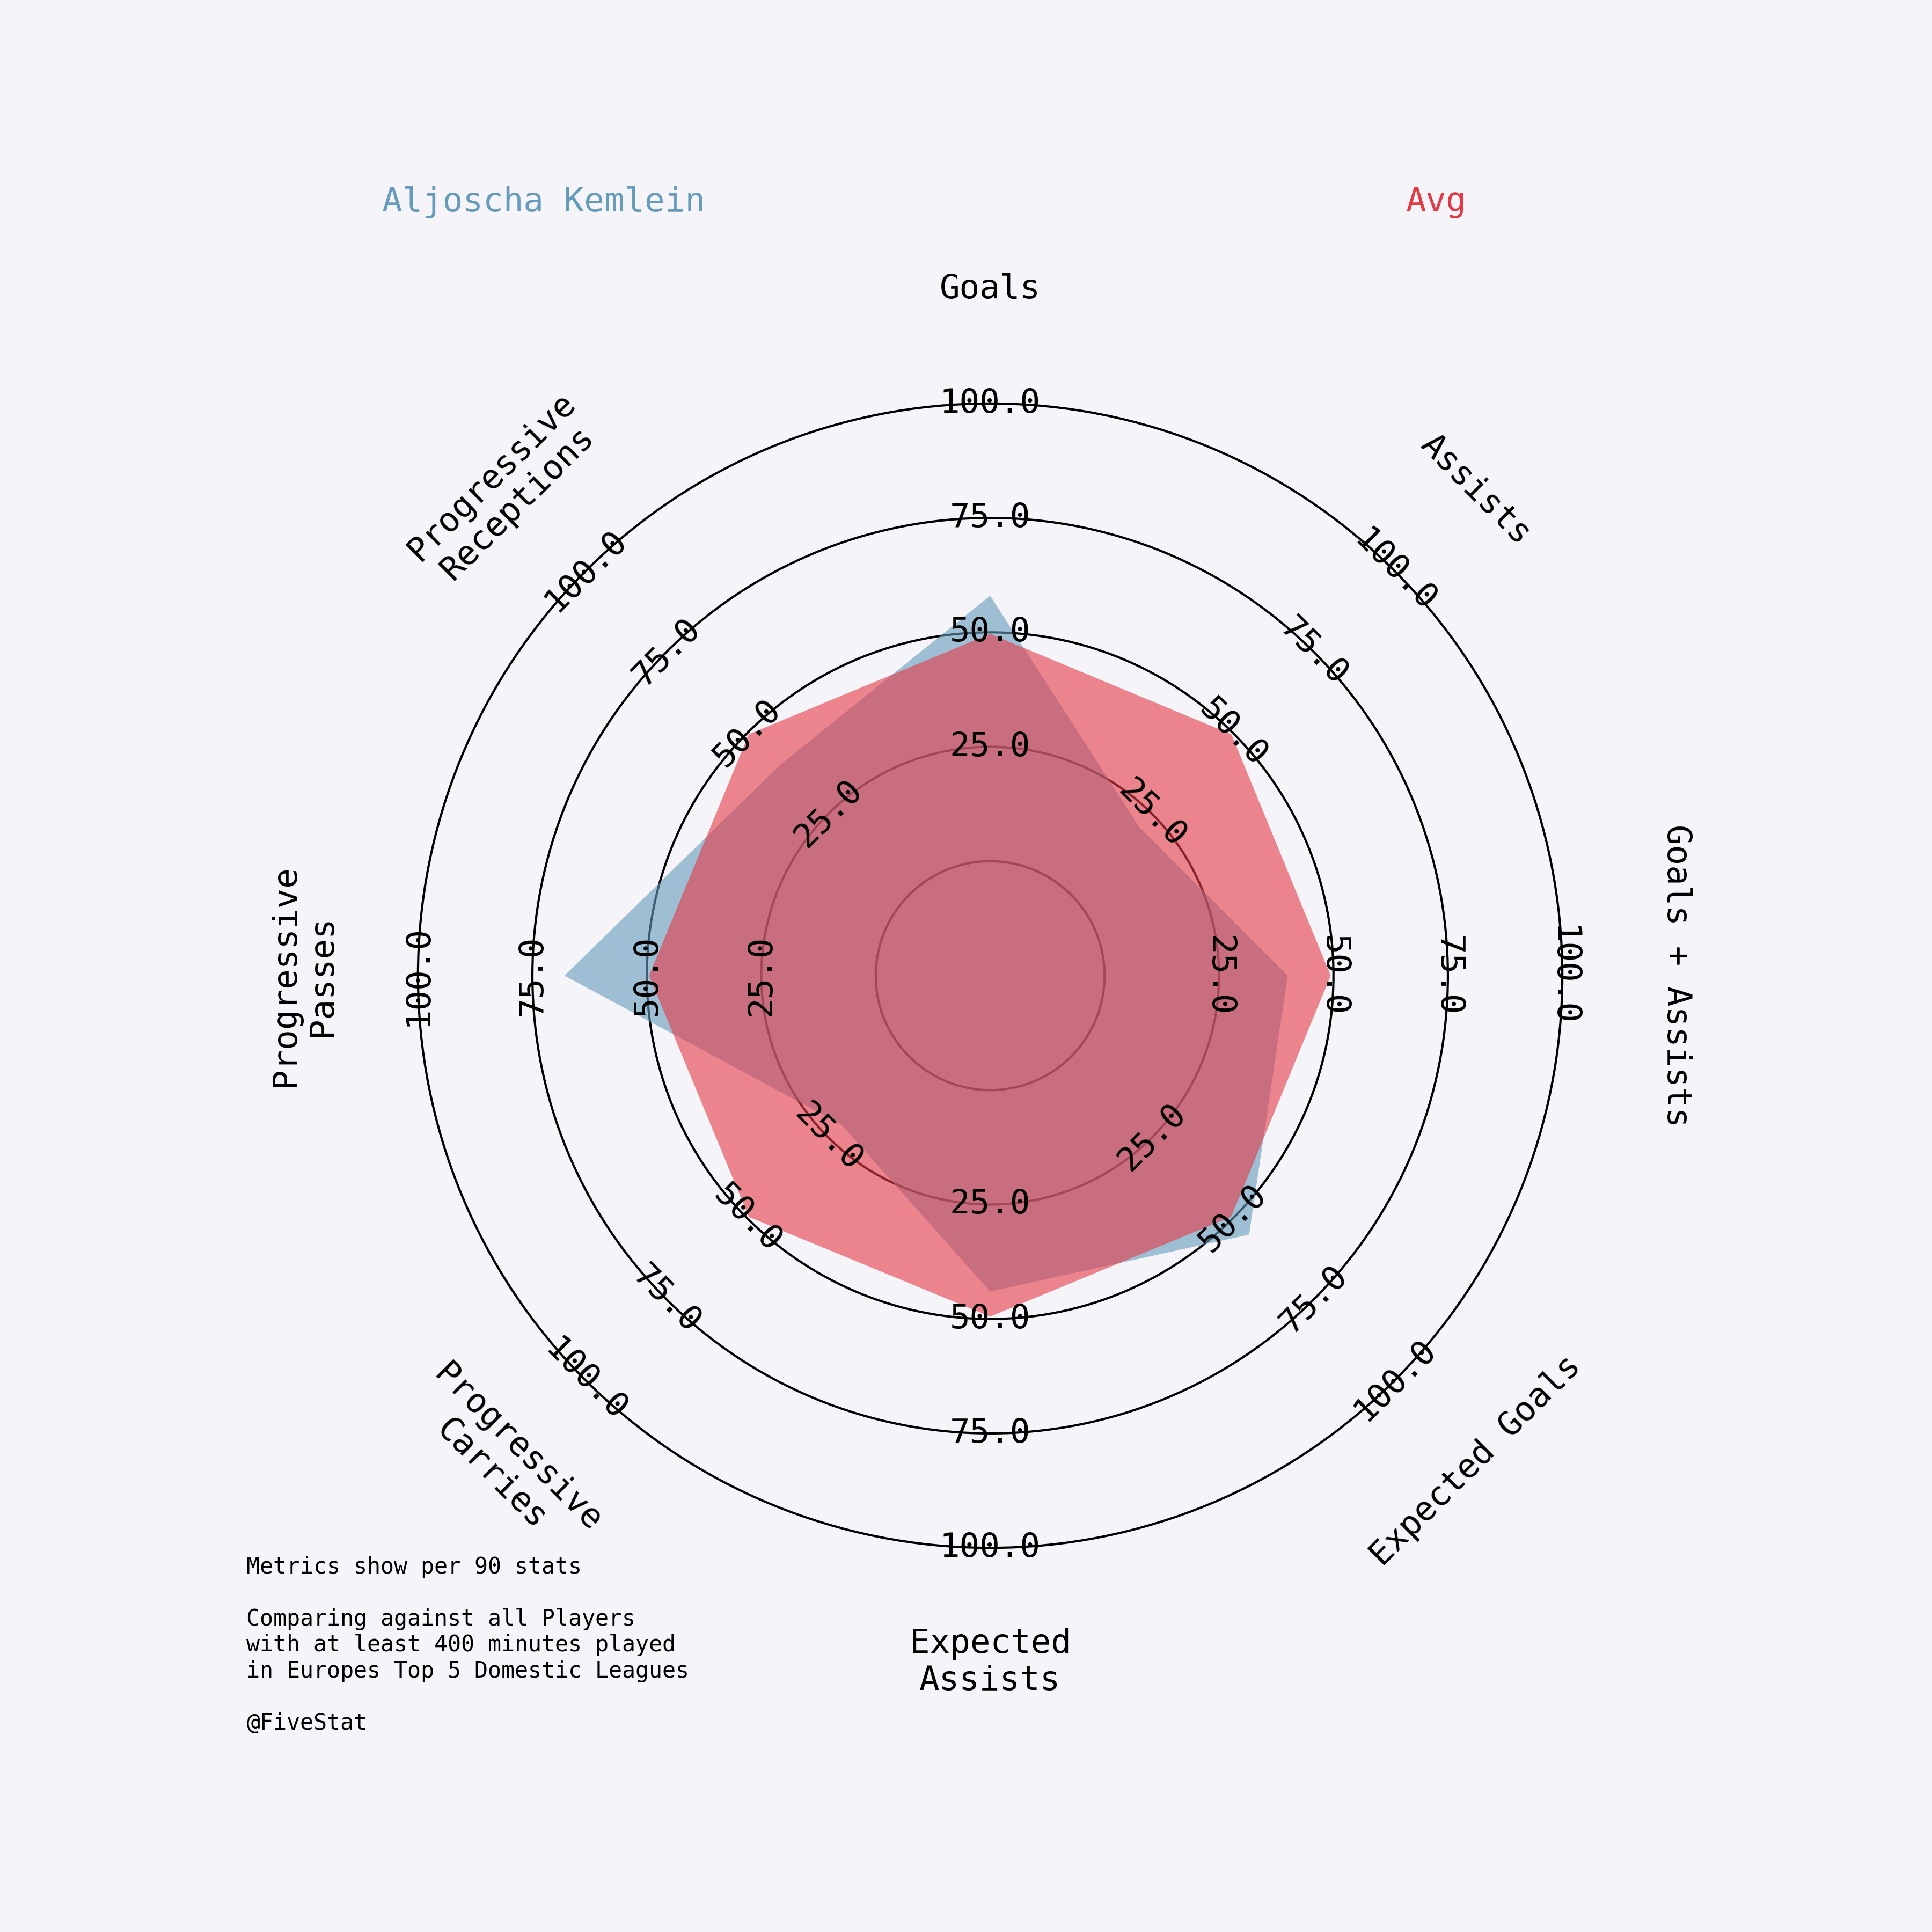 Aljoscha Kemlein
Avg
Goals
Assists
Goals + Assists
Expected Goals
Expected
Assists
Progressive
Carries
Progressive
Passes
Progressive
Receptions
25.0
50.0
75.0
100.0
25.0
50.0
75.0
100.0
25.0
50.0
75.0
100.0
25.0
50.0
75.0
100.0
25.0
50.0
75.0
100.0
25.0
50.0
75.0
100.0
25.0
50.0
75.0
100.0
25.0
50.0
75.0
100.0
Metrics show per 90 stats
Comparing against all Players
with at least 400 minutes played
in Europes Top 5 Domestic Leagues
@FiveStat